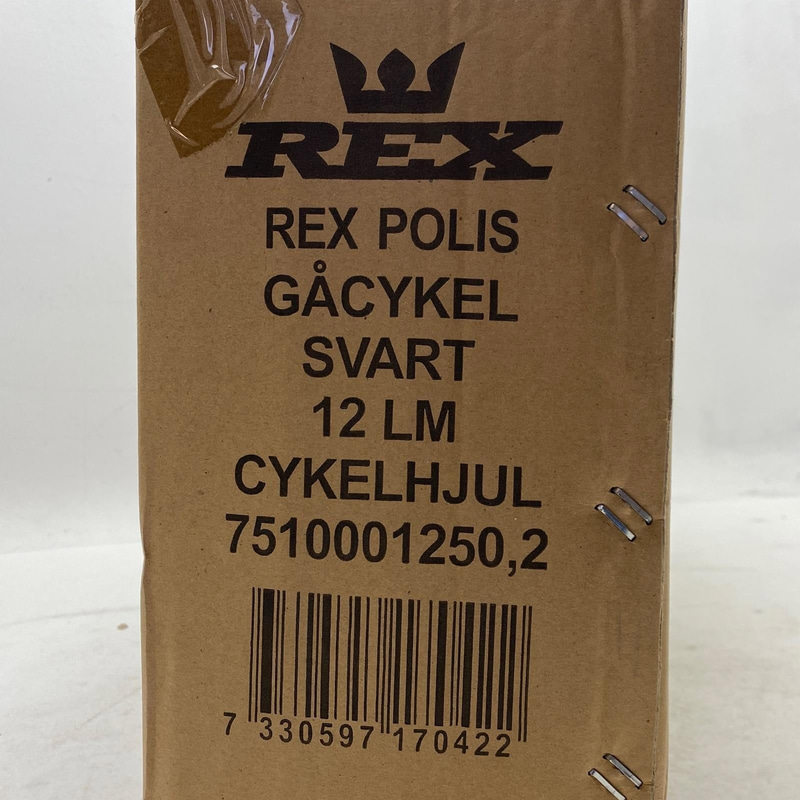 REX
REX POLIS
GÅCYKEL
SVART
12 LM
CYKELHJUL
7510001250,2
7 330597 170422